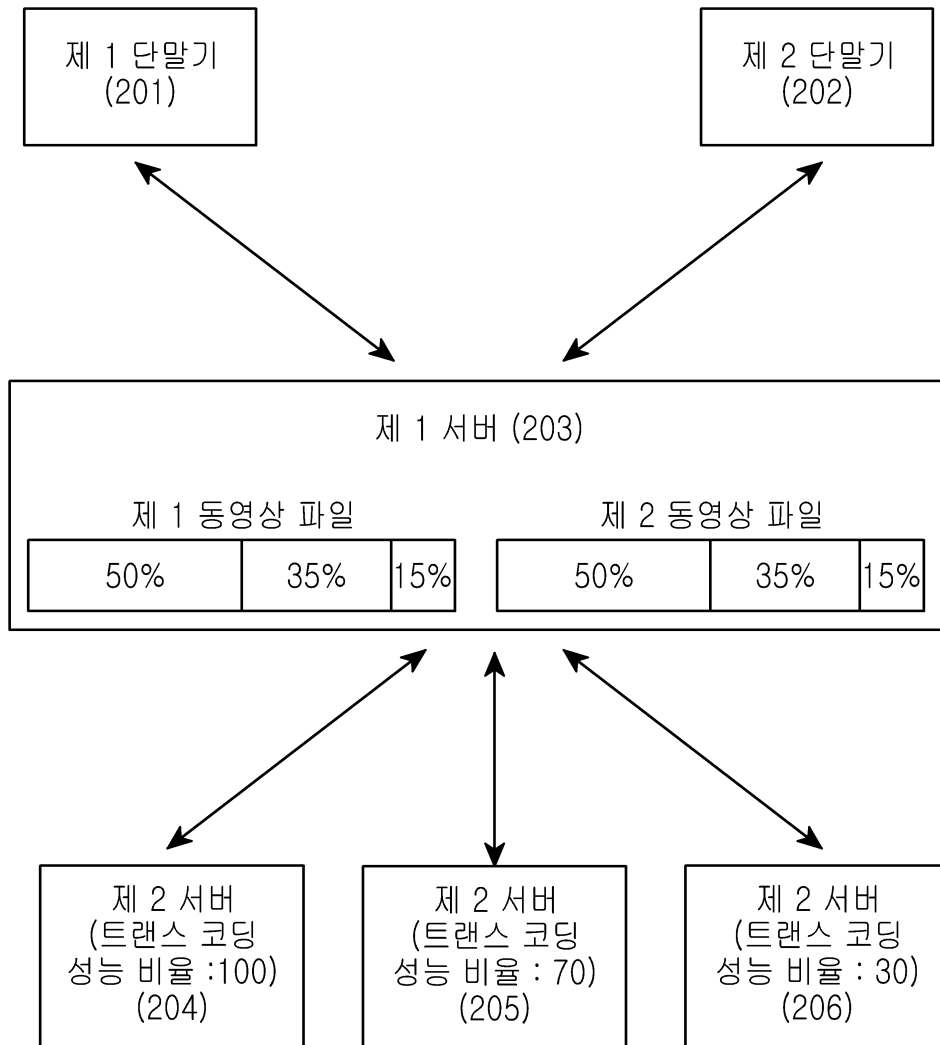 제 1 단말기
(201)
제 2 단말기
(202)
제 1 서버 (203)
제 1 동영상 파일
제 2 동영상 파일
50% 35% 15%
50% 35% 15%
제 2 서버
(트랜스 코딩
성능 비율 :100)
(204)
제 2 서버
(트랜스 코딩
성능 비율 : 70)
(205)
제 2 서버
(트랜스 코딩
성능 비율 : 30)
(206)